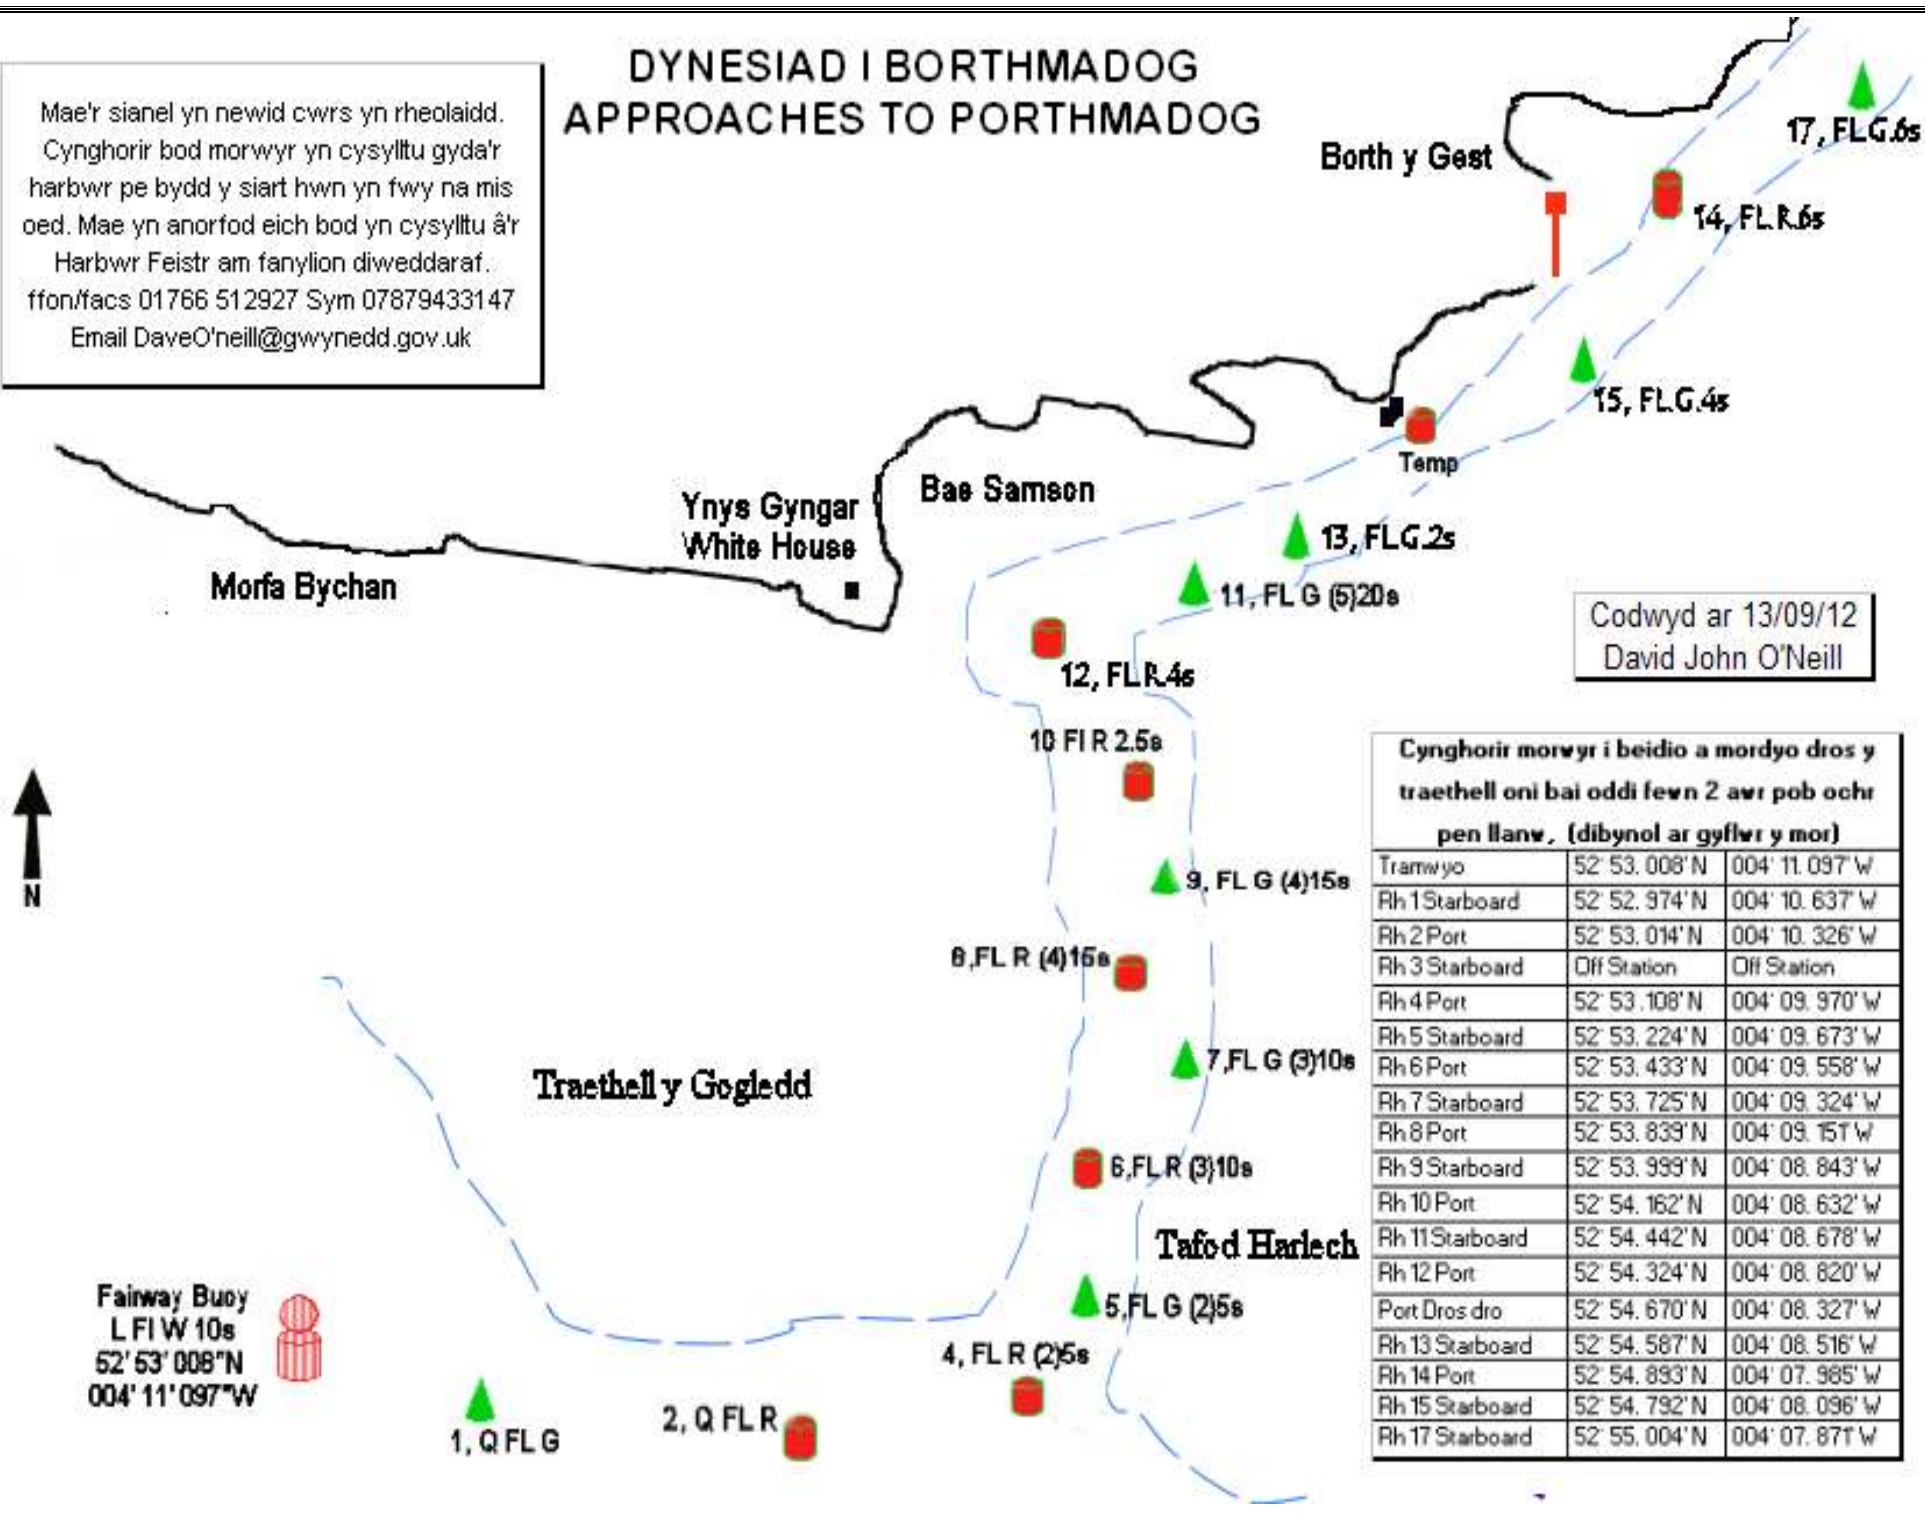 DYNESIAD I BORTHMADOG
APPROACHES TO PORTHMADOG
Mae'r sianel yn newid cwrs yn rheolaidd.
Cynghorir bod morwyr yn cysylltu gyda'r
harbwr pe bydd y siart hwn yn fwy na mis
oed. Mae yn anorfod eich bod yn cysylltu â'r
Harbwr Feistr am fanylion diweddaraf.
ffon/facs 01766 512927 Sym 07879433147
Email DaveO'neill@gwynedd.gov.uk
17, FL.G.6s
Borth y Gest
14, FL.R.6s
15, FL.G.4s
Temp
Bae Samson
Ynys Gyngar
White House
13, FL.G.2s
Morfa Bychan
11, FL G (5)20s
Codwyd ar 13/09/12
David John O'Neill
12, FL.R.4s
10 Fl R 2.5s
9, FL G (4)15s
8,FL R (4)15s
7,FL G (3)10s
N
Traethell y Gogledd
6,FL R (3)10s
Tafod Harlech
5,FL G (2)5s
4, FL R (2)5s
Fairway Buoy
L Fl W 10s
52' 53' 008"N
004' 11' 097"W
1, Q FL G
2, Q FL R
Cynghorir morwyr i beidio a mordyo dros y
traethell oni bai oddi fewn 2 awr pob ochr
pen llanw, (dibynol ar gyflwr y mor)
Tramwyo 52' 53. 008' N 004' 11. 097' W
Rh 1 Starboard 52' 52. 974' N 004' 10. 637' W
Rh 2 Port 52' 53. 014' N 004' 10. 326' W
Rh 3 Starboard Off Station Off Station
Rh 4 Port 52' 53 .108' N 004' 09. 970' W
Rh 5 Starboard 52' 53. 224' N 004' 09. 673' W
Rh 6 Port 52' 53. 433' N 004' 09. 558' W
Rh 7 Starboard 52' 53. 725' N 004' 09. 324' W
Rh 8 Port 52' 53. 839' N 004' 09. 151' W
Rh 9 Starboard 52' 53. 999' N 004' 08. 843' W
Rh 10 Port 52' 54. 162' N 004' 08. 632' W
Rh 11 Starboard 52' 54. 442' N 004' 08. 678' W
Rh 12 Port 52' 54. 324' N 004' 08. 820' W
Port Dros dro 52' 54. 670' N 004' 08. 327' W
Rh 13 Starboard 52' 54. 587' N 004' 08. 516' W
Rh 14 Port 52' 54. 893' N 004' 07. 985' W
Rh 15 Starboard 52' 54. 792' N 004' 08. 096' W
Rh 17 Starboard 52' 55. 004' N 004' 07. 871' W